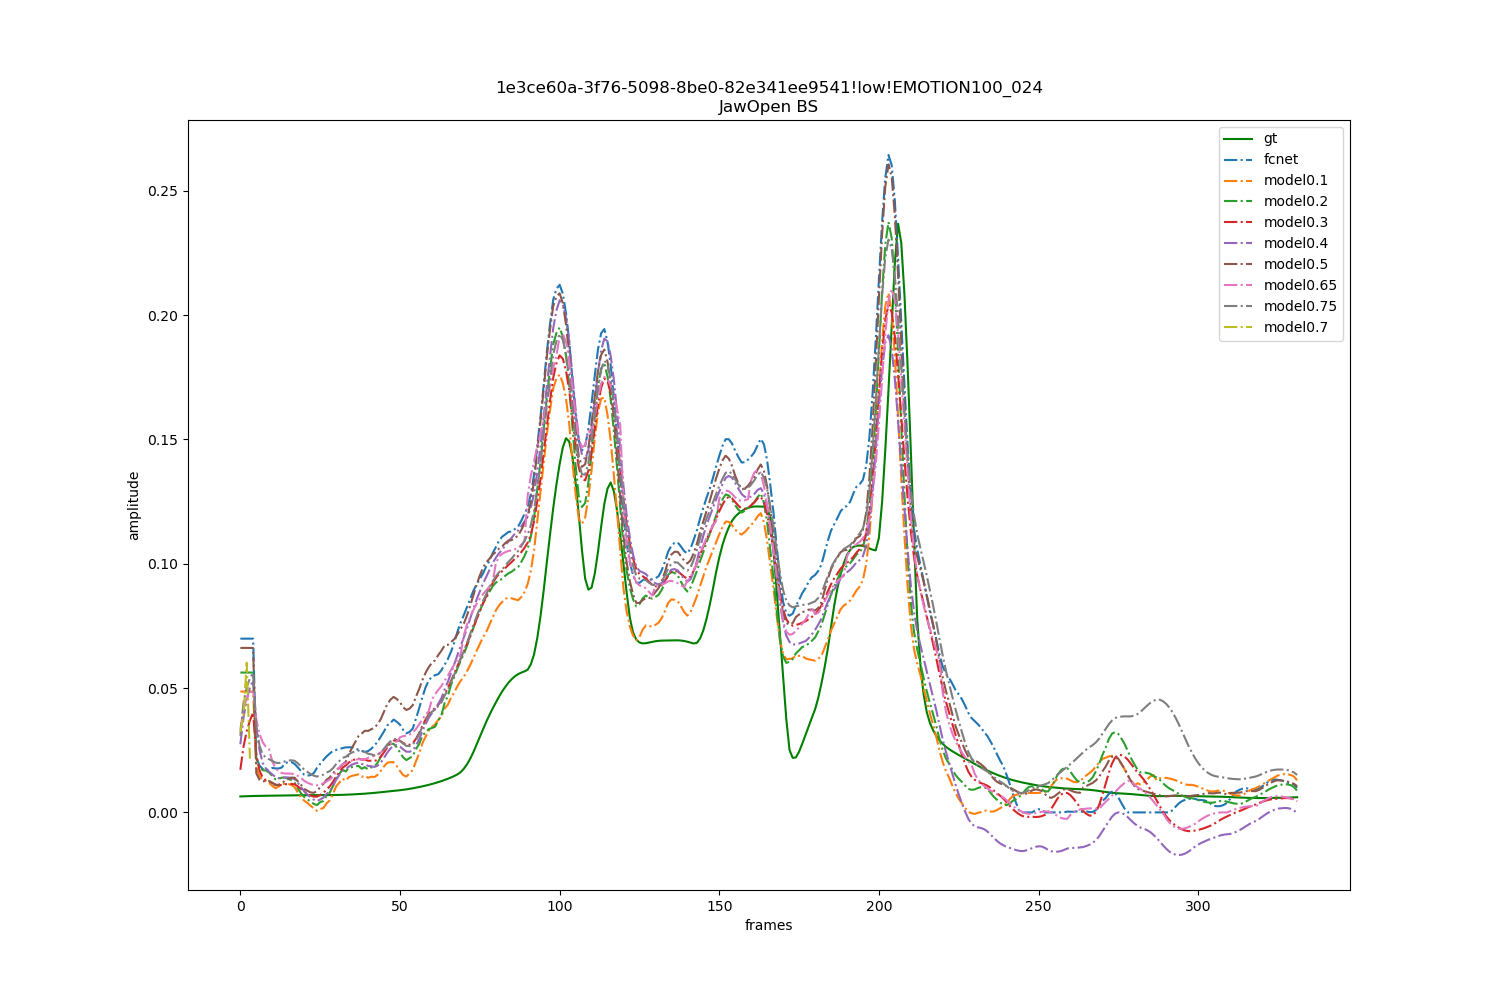 1e3ce60a-3f76-5098-8be0-82e341ee9541!low!EMOTION100_024
JawOpen BS
gt
fcnet
model0.1
model0.2
model0.3
model0.4
model0.5
model0.65
model0.75
model0.7
0.25
0.20
0.15
0.10
0.05
0.00
amplitude
0 50 100 150 200 250 300
frames